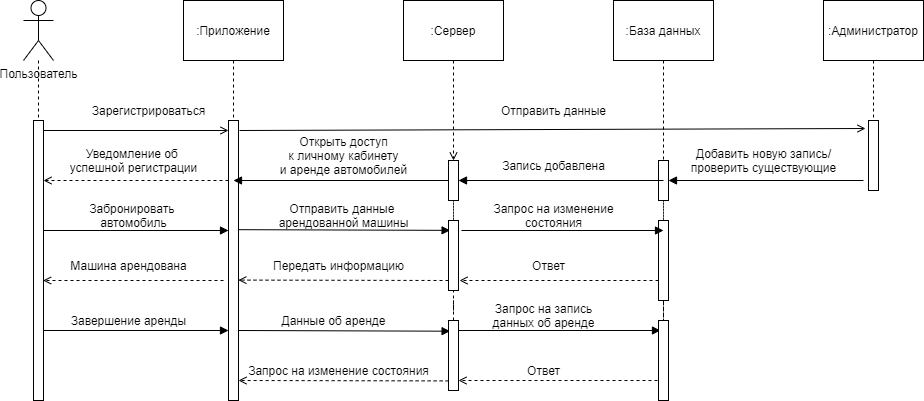 :Приложение
:Сервер
:База данных
:Администратор
Пользователь
Зарегистрироваться
Отправить данные
Уведомление об
успешной регистрации
Открыть доступ
к личному кабинету
и аренде автомобилей
Запись добавлена
Добавить новую запись/
проверить существующие
Забронировать
автомобиль
Отправить данные
арендованной машины
Запрос на изменение
состояния
Машина арендована
Передать информацию
Ответ
Завершение аренды
Данные об аренде
Запрос на запись
данных об аренде
Запрос на изменение состояния
Ответ